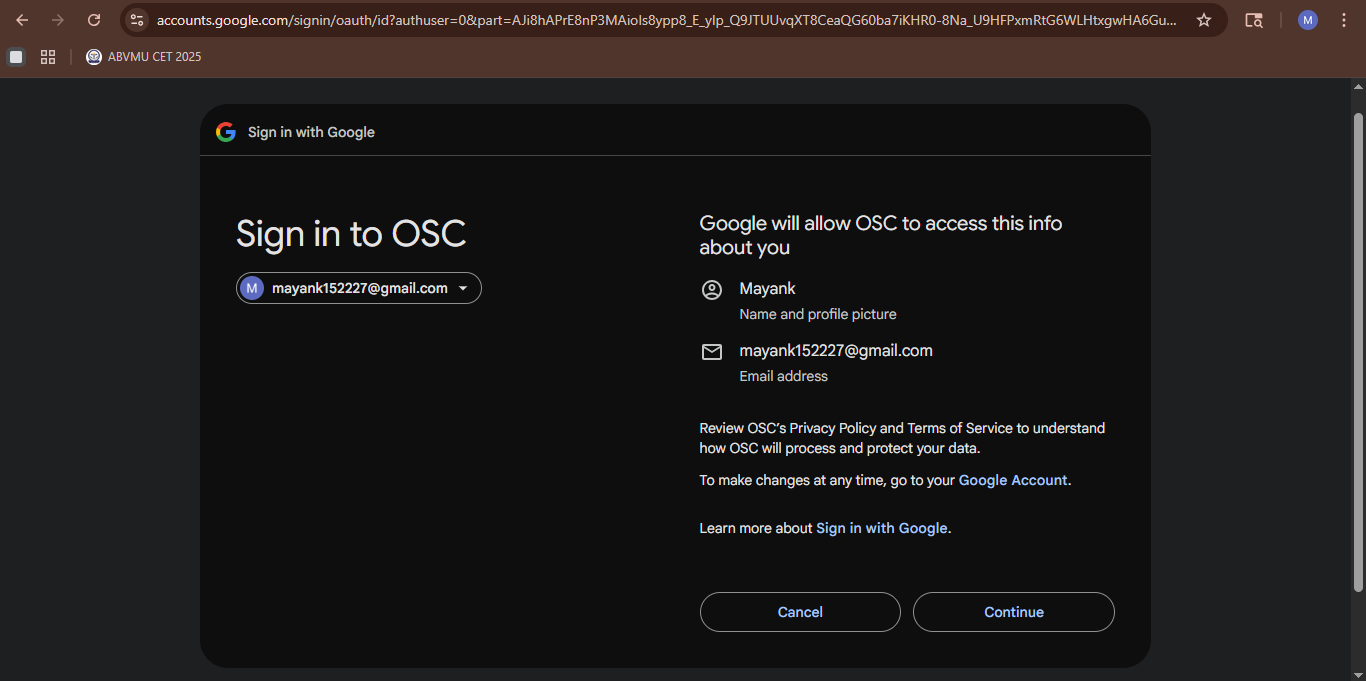 accounts.google.com/signin/oauth/id?authuser=0&part=AJi8hAPrE8nP3MAiols8ypp8_E_ylp_Q9JTUUvqXT8CeaQG60ba7iKHR0-8Na_U9HFPxmRtG6WLHtxgwHA6Gu...
M
ABVMU CET 2025
Sign in with Google
Sign in to OSC
M mayank152227@gmail.com
Google will allow OSC to access this info
about you
Mayank
Name and profile picture
mayank152227@gmail.com
Email address
Review OSC’s Privacy Policy and Terms of Service to understand
how OSC will process and protect your data.
To make changes at any time, go to your Google Account.
Learn more about Sign in with Google.
Cancel
Continue